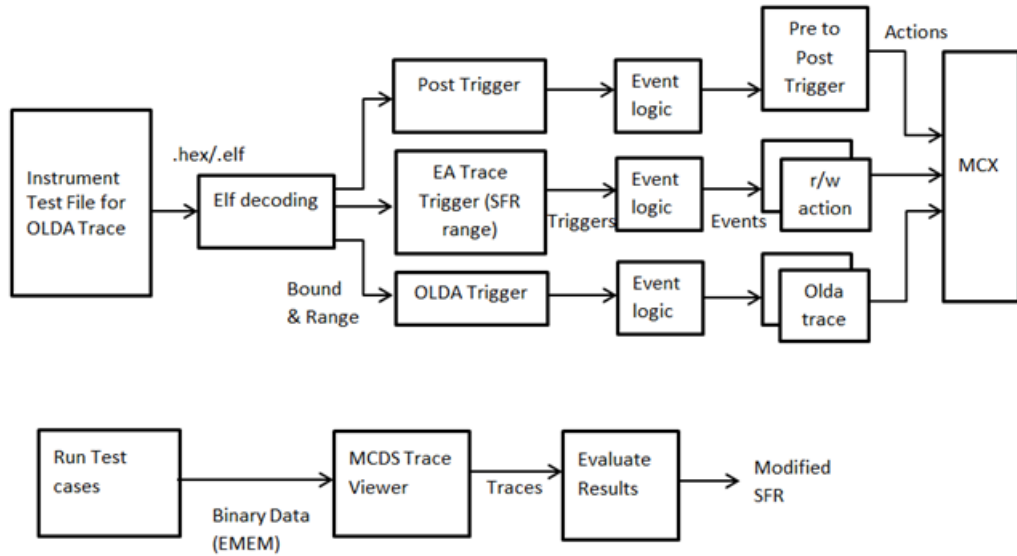 Instrument
Test File for
OLDA Trace
.hex/.elf
Elf decoding
Bound
& Range
Post Trigger
EA Trace
Trigger (SFR
range)
OLDA Trigger
Triggers
Event
logic
Event
logic
Event
logic
Events
Pre to
Post
Trigger
r/w
action
Olda
trace
Actions
MCX
Run Test
cases
Binary Data
(EMEM)
MCDS Trace
Viewer
Traces
Evaluate
Results
Modified
SFR